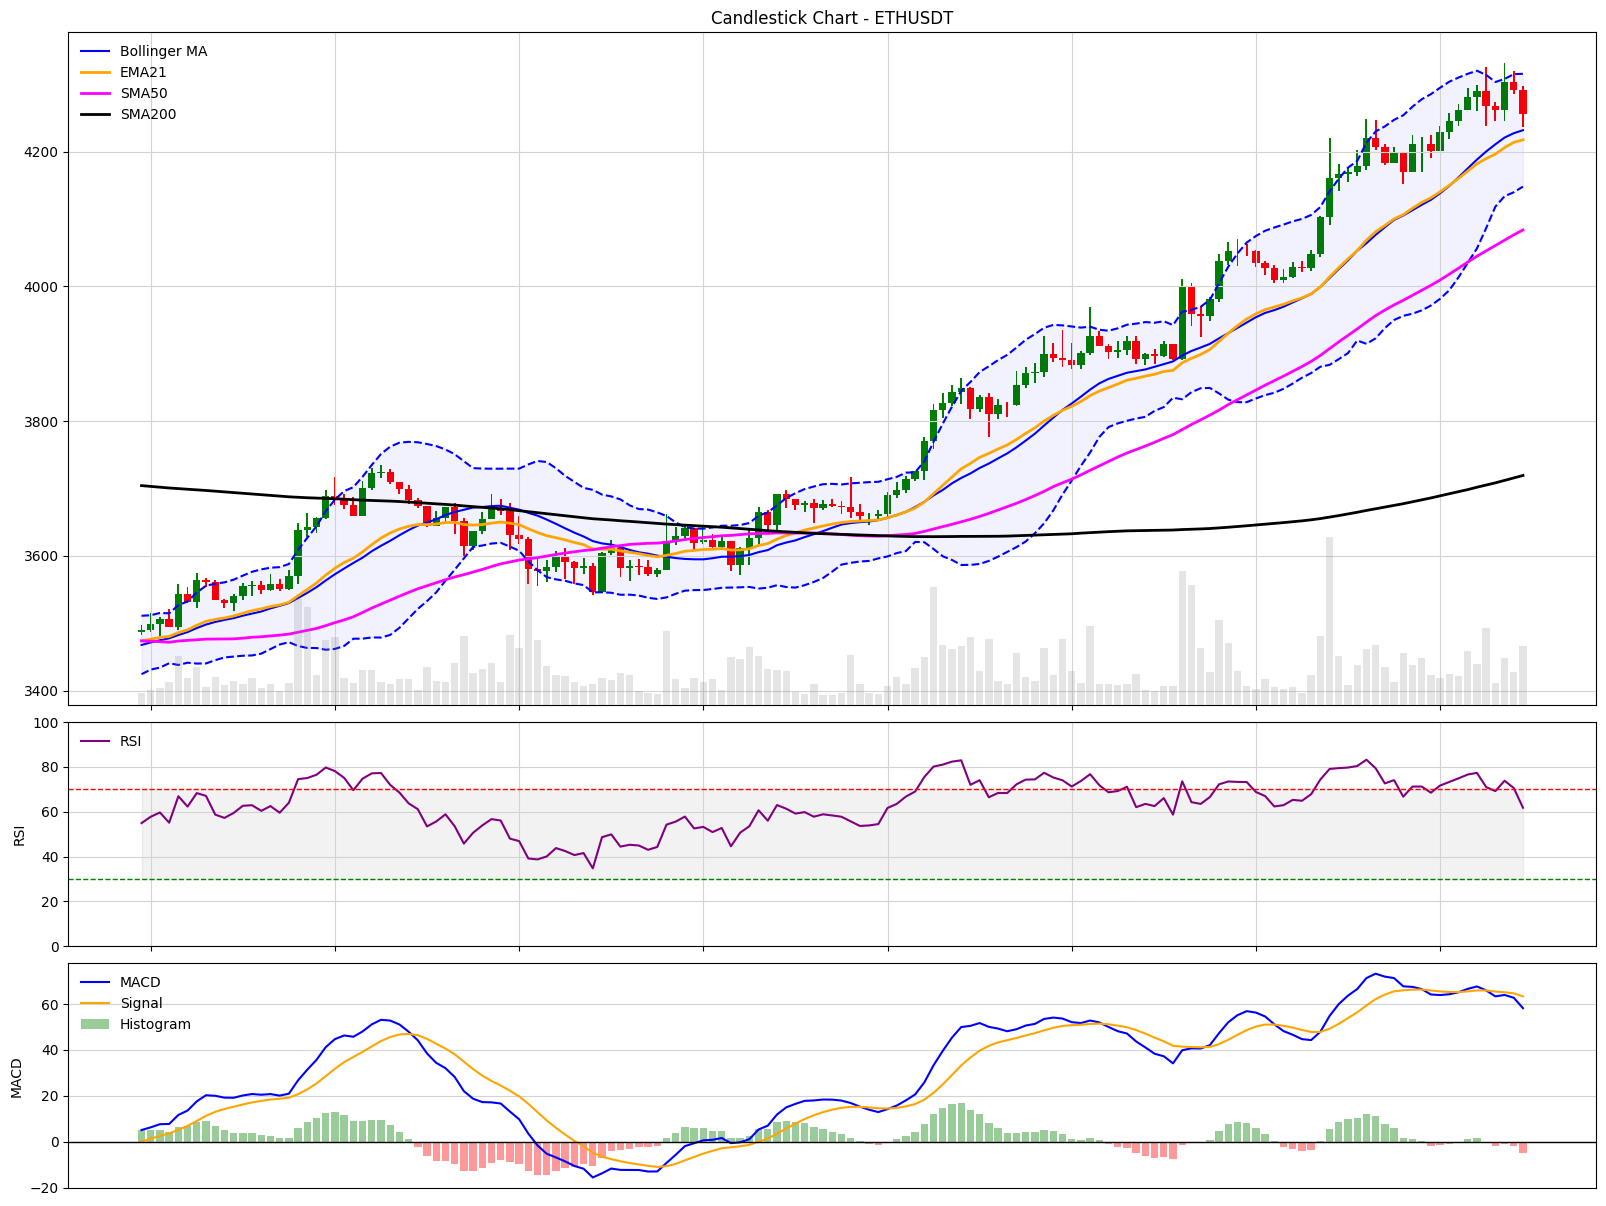 Candlestick Chart - ETHUSDT
Bollinger MA
EMA21
SMA50
SMA200
4200
4000
3800
3600
3400
RSI
100
80
60
40
20
0
RSI
MACD
Signal
Histogram
60
40
20
0
−20
MACD